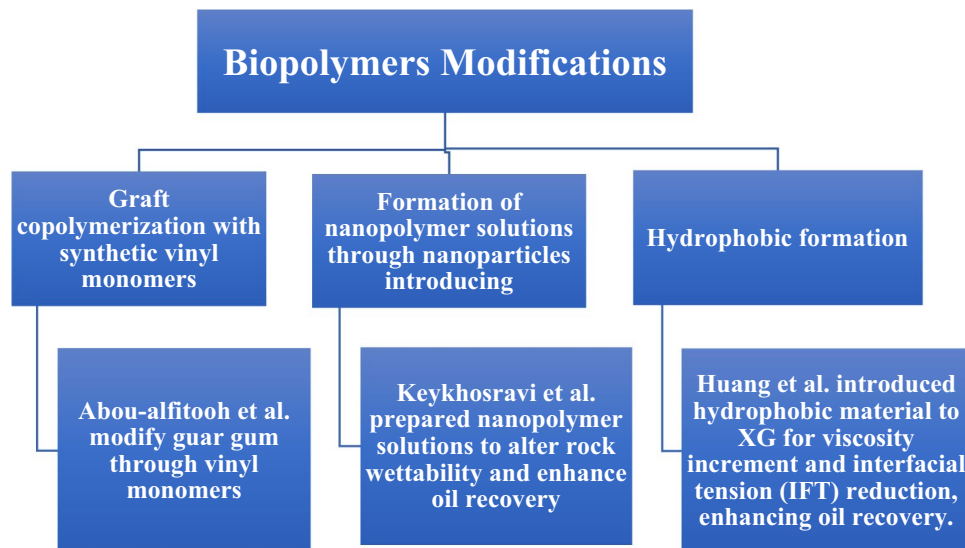 Biopolymers Modifications
Graft
copolymerization with
synthetic vinyl
monomers
Formation of
nanopolymer solutions
through nanoparticles
introducing
Hydrophobic formation
Abou-alfitooh et al.
modify guar gum
through vinyl
monomers
Keykhosravi et al.
prepared nanopolymer
solutions to alter rock
wettability and enhance
oil recovery
Huang et al. introduced
hydrophobic material to
XG for viscosity
increment and interfacial
tension (IFT) reduction,
enhancing oil recovery.